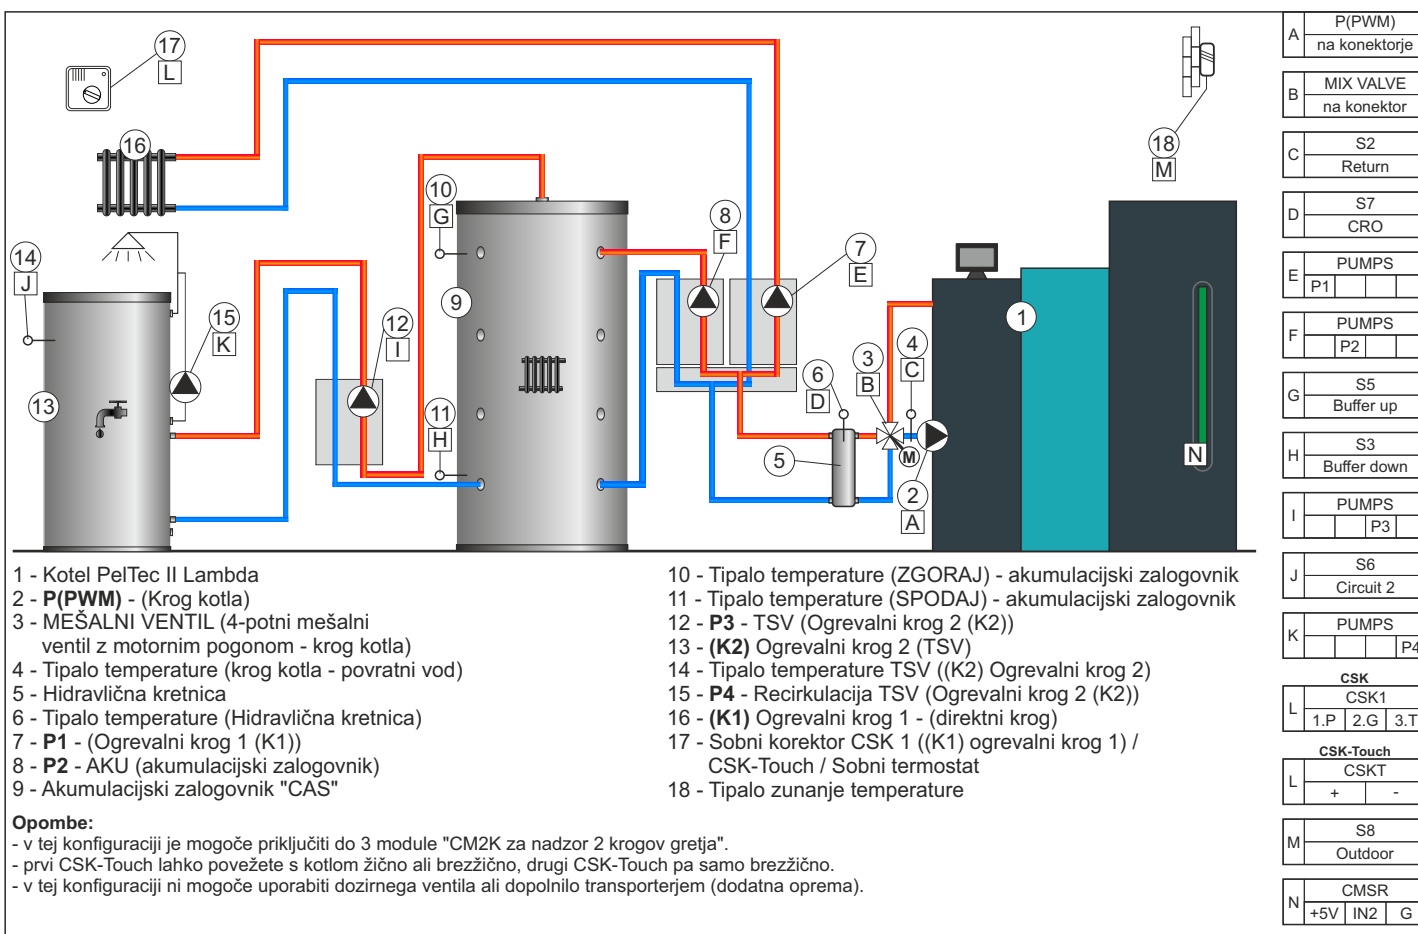 17
L
16
14
J
15
K
13
12
I
10
G
9
11
H
8
F
7
E
6
D
5
3
B
4
C
M
2
A
1
18
M
N
1 - Kotel PelTec II Lambda
2 - P(PWM) - (Krog kotla)
3 - MEŠALNI VENTIL (4-potni mešalni
ventil z motornim pogonom - krog kotla)
4 - Tipalo temperature (krog kotla - povratni vod)
5 - Hidravlična kretnica
6 - Tipalo temperature (Hidravlična kretnica)
7 - P1 - (Ogrevalni krog 1 (K1))
8 - P2 - AKU (akumulacijski zalogovnik)
9 - Akumulacijski zalogovnik "CAS"
10 - Tipalo temperature (ZGORAJ) - akumulacijski zalogovnik
11 - Tipalo temperature (SPODAJ) - akumulacijski zalogovnik
12 - P3 - TSV (Ogrevalni krog 2 (K2))
13 - (K2) Ogrevalni krog 2 (TSV)
14 - Tipalo temperature TSV ((K2) Ogrevalni krog 2)
15 - P4 - Recirkulacija TSV (Ogrevalni krog 2 (K2))
16 - (K1) Ogrevalni krog 1 - (direktni krog)
17 - Sobni korektor CSK 1 ((K1) ogrevalni krog 1) /
CSK-Touch / Sobni termostat
18 - Tipalo zunanje temperature
Opombe:
- v tej konfiguraciji je mogoče priključiti do 3 module "CM2K za nadzor 2 krogov gretja".
- prvi CSK-Touch lahko povežete s kotlom žično ali brezžično, drugi CSK-Touch pa samo brezžično.
- v tej konfiguraciji ni mogoče uporabiti dozirnega ventila ali dopolnilo transporterjem (dodatna oprema).
A P(PWM)
na konektorje
B MIX VALVE
na konektor
C S2
Return
D S7
CRO
E PUMPS
P1
F PUMPS
P2
G S5
Buffer up
H S3
Buffer down
I PUMPS
P3
J S6
Circuit 2
K PUMPS
P4
CSK
L CSK1
1.P 2.G 3.T
CSK-Touch
L CSKT
+ -
M S8
Outdoor
N CMSR
+5V IN2 G